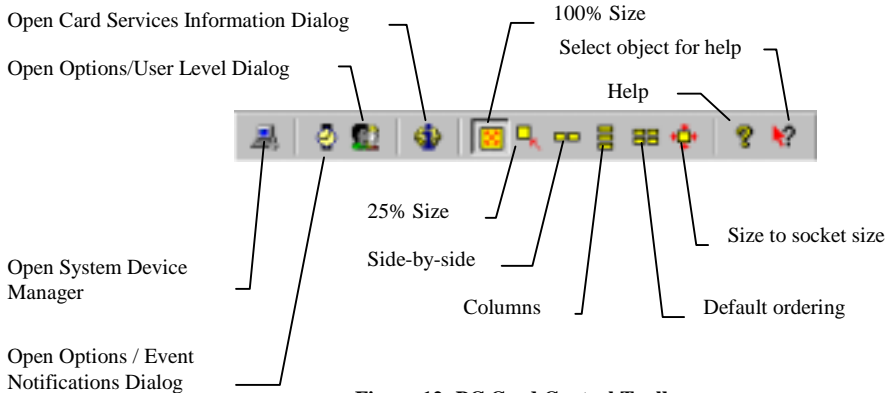 Open Card Services Information Dialog
100% Size
Select object for help
Open Options/User Level Dialog
Help
25% Size
Size to socket size
Side-by-side
Open System Device
Manager
Columns
Default ordering
Open Options / Event
Notifications Dialog